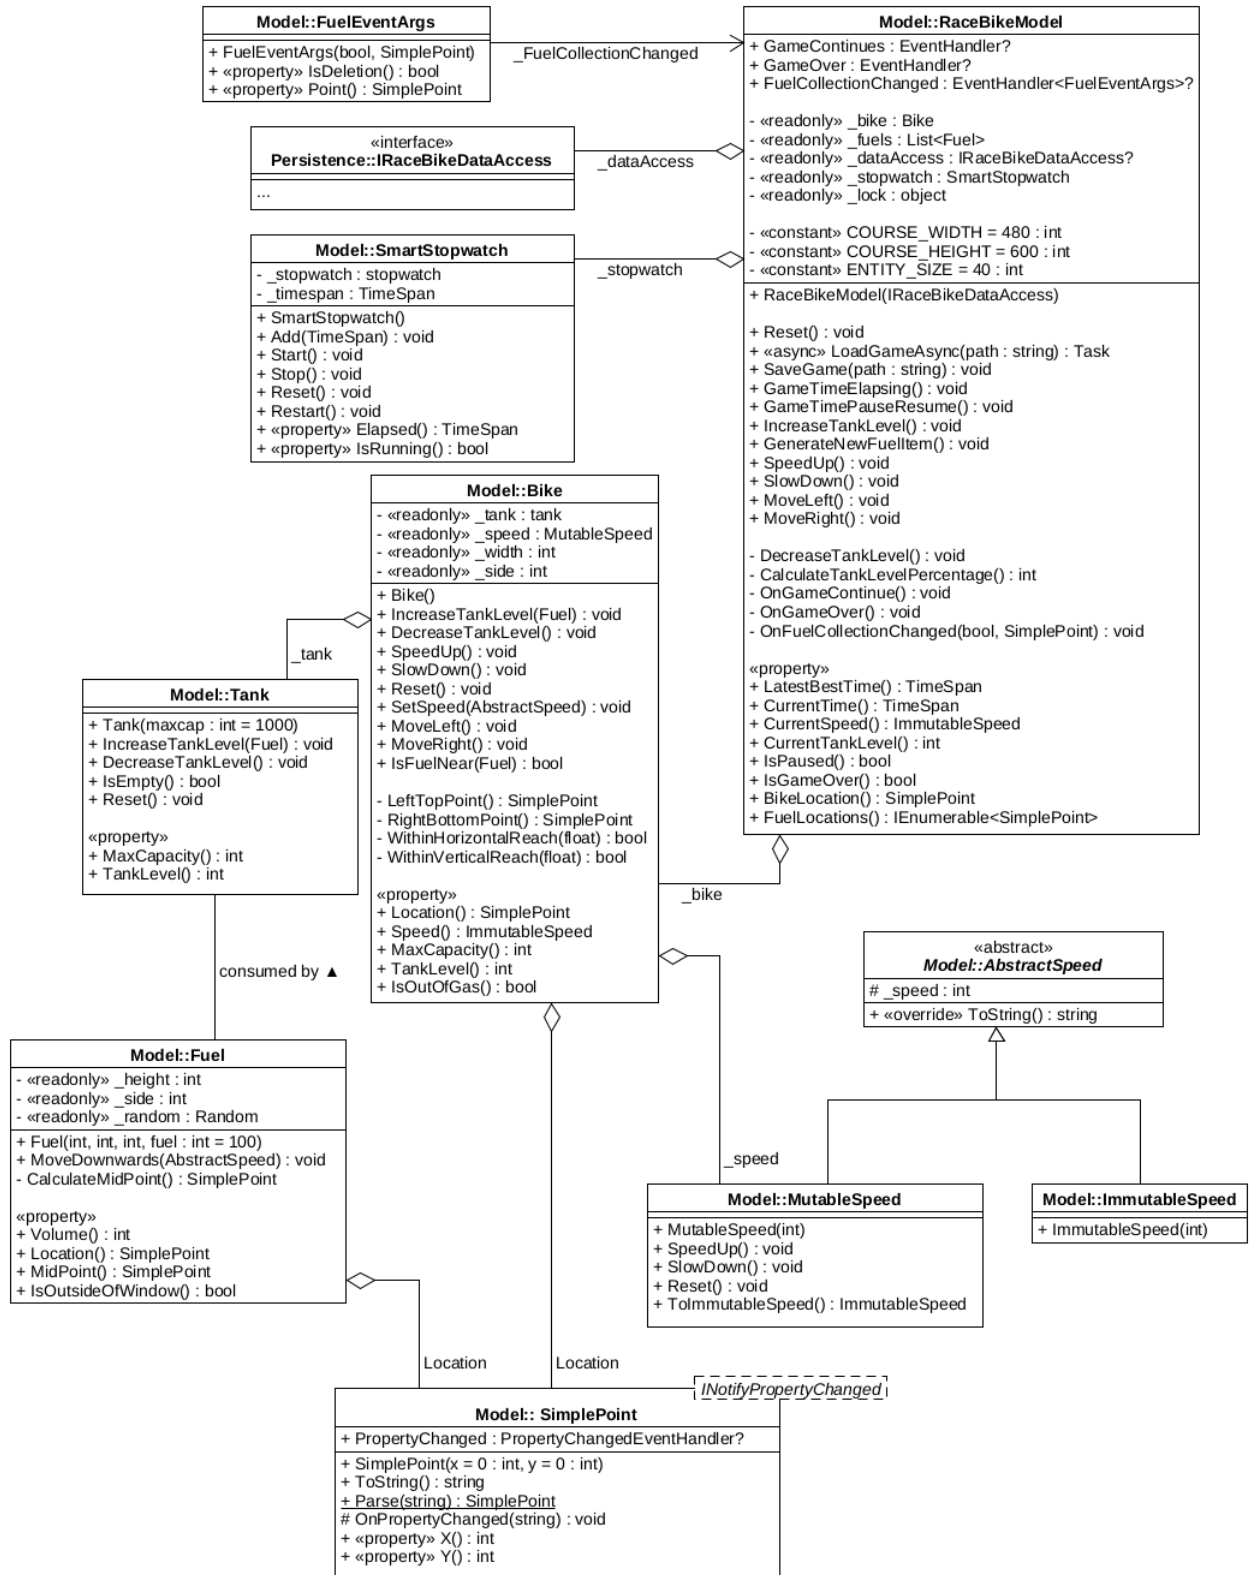 Model::FuelEventArgs
+ FuelEventArgs(bool, SimplePoint)
+ «property» IsDeletion() : bool
+ «property» Point() : SimplePoint
_FuelCollectionChanged
«interface»
Persistence::IRaceBikeDataAccess
...
_dataAccess
Model::SmartStopwatch
- _stopwatch : stopwatch
- _timespan : TimeSpan
+ SmartStopwatch()
+ Add(TimeSpan) : void
+ Start() : void
+ Stop() : void
+ Reset() : void
+ Restart() : void
+ «property» Elapsed() : TimeSpan
+ «property» IsRunning() : bool
_stopwatch
Model::RaceBikeModel
+ GameContinues : EventHandler?
+ GameOver : EventHandler?
+ FuelCollectionChanged : EventHandler<FuelEventArgs>?
- «readonly» _bike : Bike
- «readonly» _fuels : List<Fuel>
- «readonly» _dataAccess : IRaceBikeDataAccess?
- «readonly» _stopwatch : SmartStopwatch
- «readonly» _lock : object
- «constant» COURSE_WIDTH = 480 : int
- «constant» COURSE_HEIGHT = 600 : int
- «constant» ENTITY_SIZE = 40 : int
+ RaceBikeModel(IRaceBikeDataAccess)
+ Reset() : void
+ «async» LoadGameAsync(path : string) : Task
+ SaveGame(path : string) : void
+ GameTimeElapsing() : void
+ GameTimePauseResume() : void
+ IncreaseTankLevel() : void
+ GenerateNewFuelItem() : void
+ SpeedUp() : void
+ SlowDown() : void
+ MoveLeft() : void
+ MoveRight() : void
- DecreaseTankLevel() : void
- CalculateTankLevelPercentage() : int
- OnGameContinue() : void
- OnGameOver() : void
- OnFuelCollectionChanged(bool, SimplePoint) : void
«property»
+ LatestBestTime() : TimeSpan
+ CurrentTime() : TimeSpan
+ CurrentSpeed() : ImmutableSpeed
+ CurrentTankLevel() : int
+ IsPaused() : bool
+ IsGameOver() : bool
+ BikeLocation() : SimplePoint
+ FuelLocations() : IEnumerable<SimplePoint>
_bike
Model::Bike
- «readonly» _tank : tank
- «readonly» _speed : MutableSpeed
- «readonly» _width : int
- «readonly» _side : int
+ Bike()
+ IncreaseTankLevel(Fuel) : void
+ DecreaseTankLevel() : void
+ SpeedUp() : void
+ SlowDown() : void
+ Reset() : void
+ SetSpeed(AbstractSpeed) : void
+ MoveLeft() : void
+ MoveRight() : void
+ IsFuelNear(Fuel) : bool
- LeftTopPoint() : SimplePoint
- RightBottomPoint() : SimplePoint
- WithinHorizontalReach(float) : bool
- WithinVerticalReach(float) : bool
«property»
+ Location() : SimplePoint
+ Speed() : ImmutableSpeed
+ MaxCapacity() : int
+ TankLevel() : int
+ IsOutOfGas() : bool
_tank
Model::Tank
+ Tank(maxcap : int = 1000)
+ IncreaseTankLevel(Fuel) : void
+ DecreaseTankLevel() : void
+ IsEmpty() : bool
+ Reset() : void
«property»
+ MaxCapacity() : int
+ TankLevel() : int
consumed by ▲
Model::Fuel
- «readonly» _height : int
- «readonly» _side : int
- «readonly» _random : Random
+ Fuel(int, int, int, fuel : int = 100)
+ MoveDownwards(AbstractSpeed) : void
- CalculateMidPoint() : SimplePoint
«property»
+ Volume() : int
+ Location() : SimplePoint
+ MidPoint() : SimplePoint
+ IsOutsideOfWindow() : bool
«abstract»
Model::AbstractSpeed
# _speed : int
+ «override» ToString() : string
_speed
Model::MutableSpeed
+ MutableSpeed(int)
+ SpeedUp() : void
+ SlowDown() : void
+ Reset() : void
+ ToImmutableSpeed() : ImmutableSpeed
Model::ImmutableSpeed
+ ImmutableSpeed(int)
Location
Location
INotifyPropertyChanged
Model:: SimplePoint
+ PropertyChanged : PropertyChangedEventHandler?
+ SimplePoint(x = 0 : int, y = 0 : int)
+ ToString() : string
+ Parse(string) : SimplePoint
# OnPropertyChanged(string) : void
+ «property» X() : int
+ «property» Y() : int